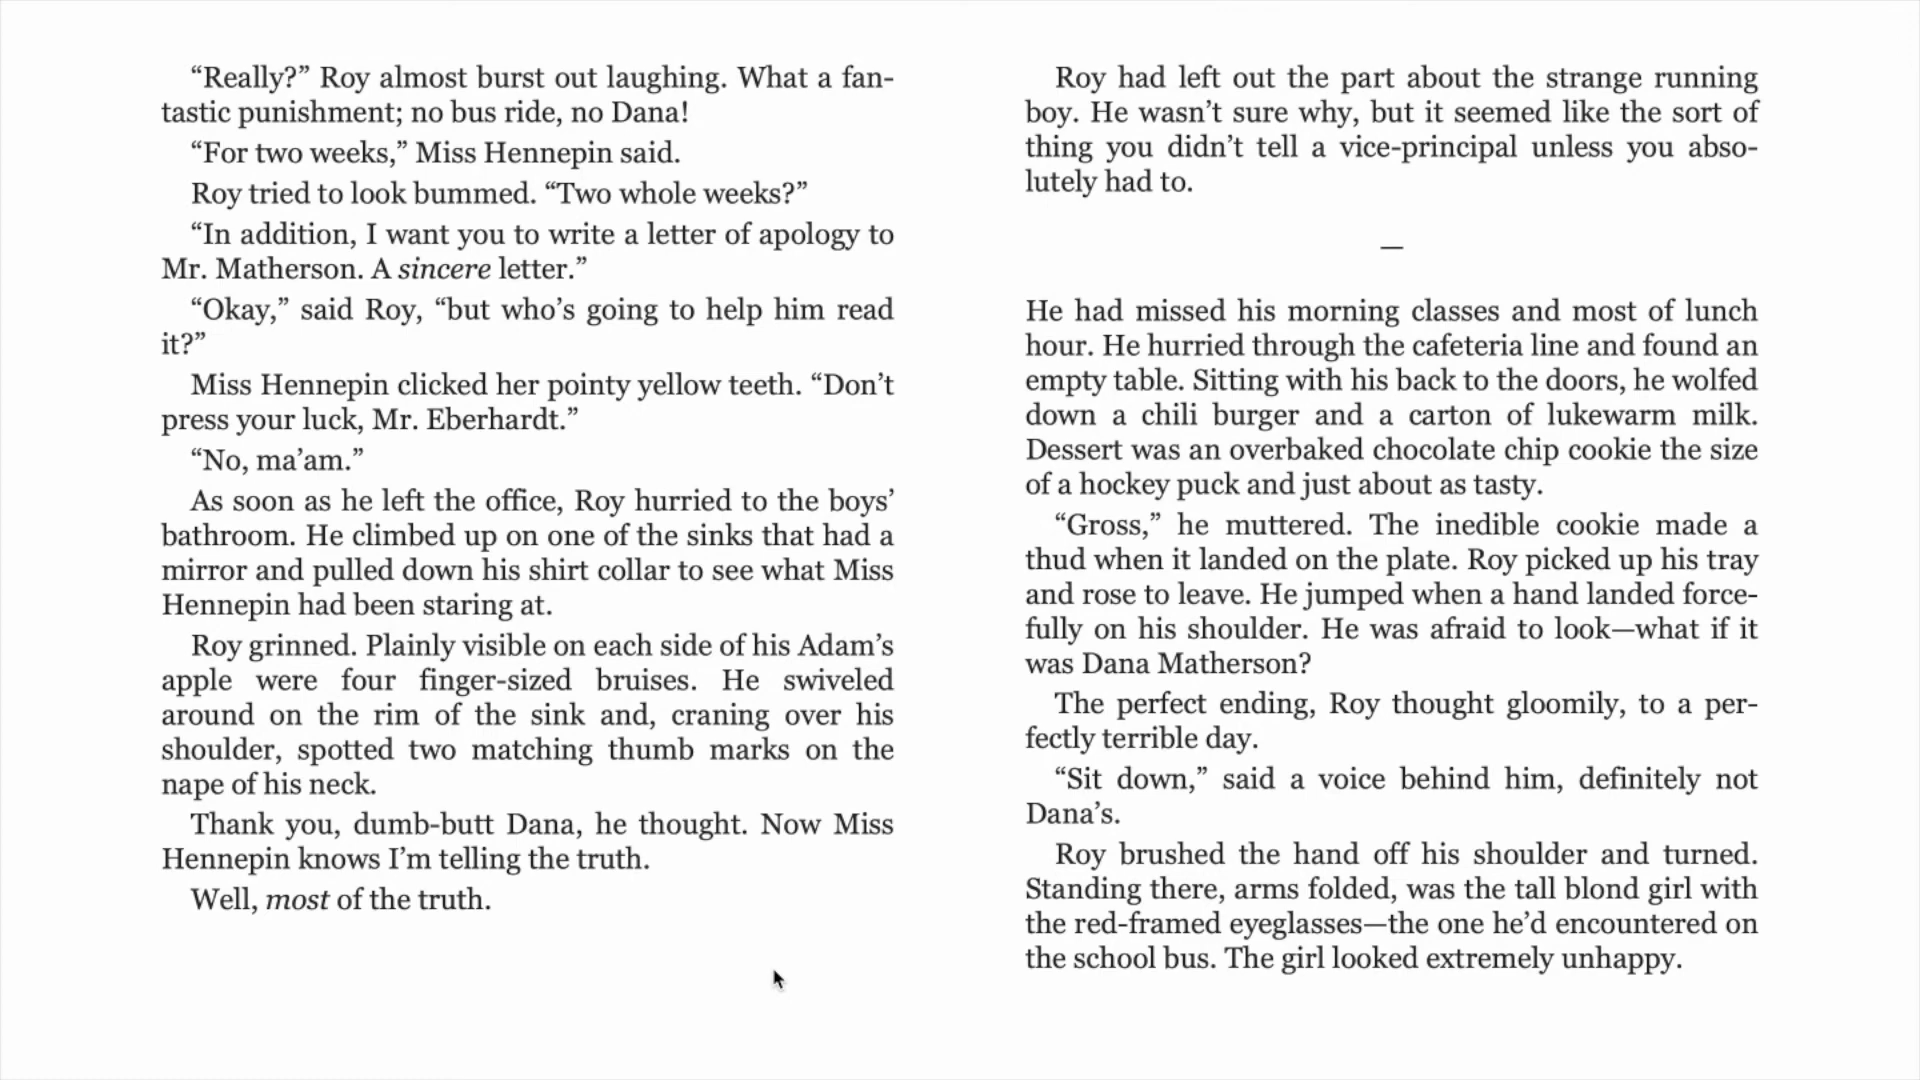 “Really?” Roy almost burst out laughing. What a fan-
tastic punishment; no bus ride, no Dana!
“For two weeks,” Miss Hennepin said.
Roy tried to look bummed. “Two whole weeks?”
“In addition, I want you to write a letter of apology to
Mr. Matherson. A sincere letter.”
“Okay,” said Roy, “but who’s going to help him read
it?”
Miss Hennepin clicked her pointy yellow teeth. “Don’t
press your luck, Mr. Eberhardt.”
“No, ma’am.”
As soon as he left the office, Roy hurried to the boys’
bathroom. He climbed up on one of the sinks that had a
mirror and pulled down his shirt collar to see what Miss
Hennepin had been staring at.
Roy grinned. Plainly visible on each side of his Adam’s
apple were four finger-sized bruises. He swiveled
around on the rim of the sink and, craning over his
shoulder, spotted two matching thumb marks on the
nape of his neck.
Thank you, dumb-butt Dana, he thought. Now Miss
Hennepin knows I’m telling the truth.
Well, most of the truth.
Roy had left out the part about the strange running
boy. He wasn’t sure why, but it seemed like the sort of
thing you didn’t tell a vice-principal unless you abso-
lutely had to.
—
He had missed his morning classes and most of lunch
hour. He hurried through the cafeteria line and found an
empty table. Sitting with his back to the doors, he wolfed
down a chili burger and a carton of lukewarm milk.
Dessert was an overbaked chocolate chip cookie the size
of a hockey puck and just about as tasty.
“Gross,” he muttered. The inedible cookie made a
thud when it landed on the plate. Roy picked up his tray
and rose to leave. He jumped when a hand landed force-
fully on his shoulder. He was afraid to look—what if it
was Dana Matherson?
The perfect ending, Roy thought gloomily, to a per-
fectly terrible day.
“Sit down,” said a voice behind him, definitely not
Dana’s.
Roy brushed the hand off his shoulder and turned.
Standing there, arms folded, was the tall blond girl with
the red-framed eyeglasses—the one he’d encountered on
the school bus. The girl looked extremely unhappy.